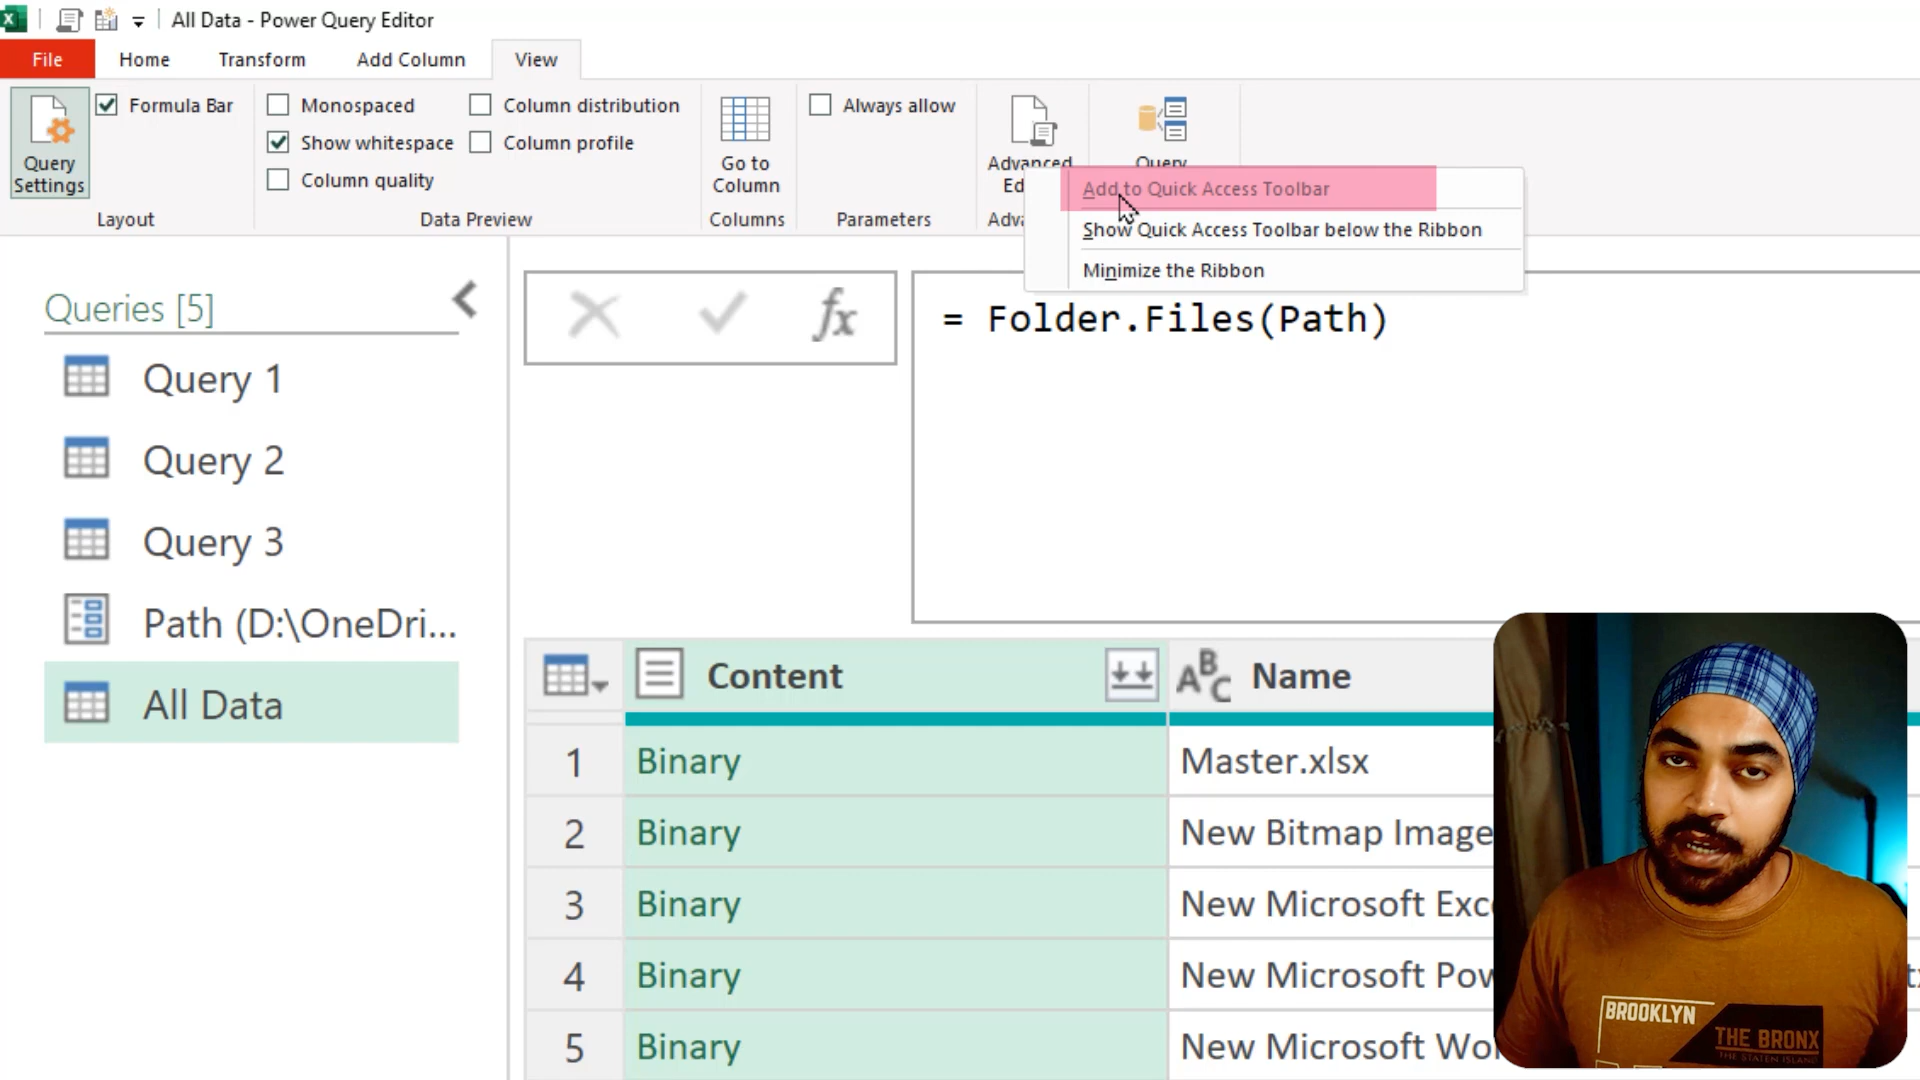 All Data - Power Query Editor
File Home Transform Add Column View
Query Settings
Formula Bar
Monospaced
Show whitespace
Column quality
Column distribution
Column profile
Go to Column
Always allow
Advanced
Query
Layout
Data Preview
Columns
Parameters
Add to Quick Access Toolbar
Show Quick Access Toolbar below the Ribbon
Minimize the Ribbon
Queries [5]
Query 1
Query 2
Query 3
Path (D:\OneDri...
All Data
fx
= Folder.Files(Path)
Content
ABC Name
1 Binary Master.xlsx
2 Binary New Bitmap Image
3 Binary New Microsoft Exc
4 Binary New Microsoft Pow
5 Binary New Microsoft Wo
BROOKLYN
THE BRONX
THE STATEN ISLAND